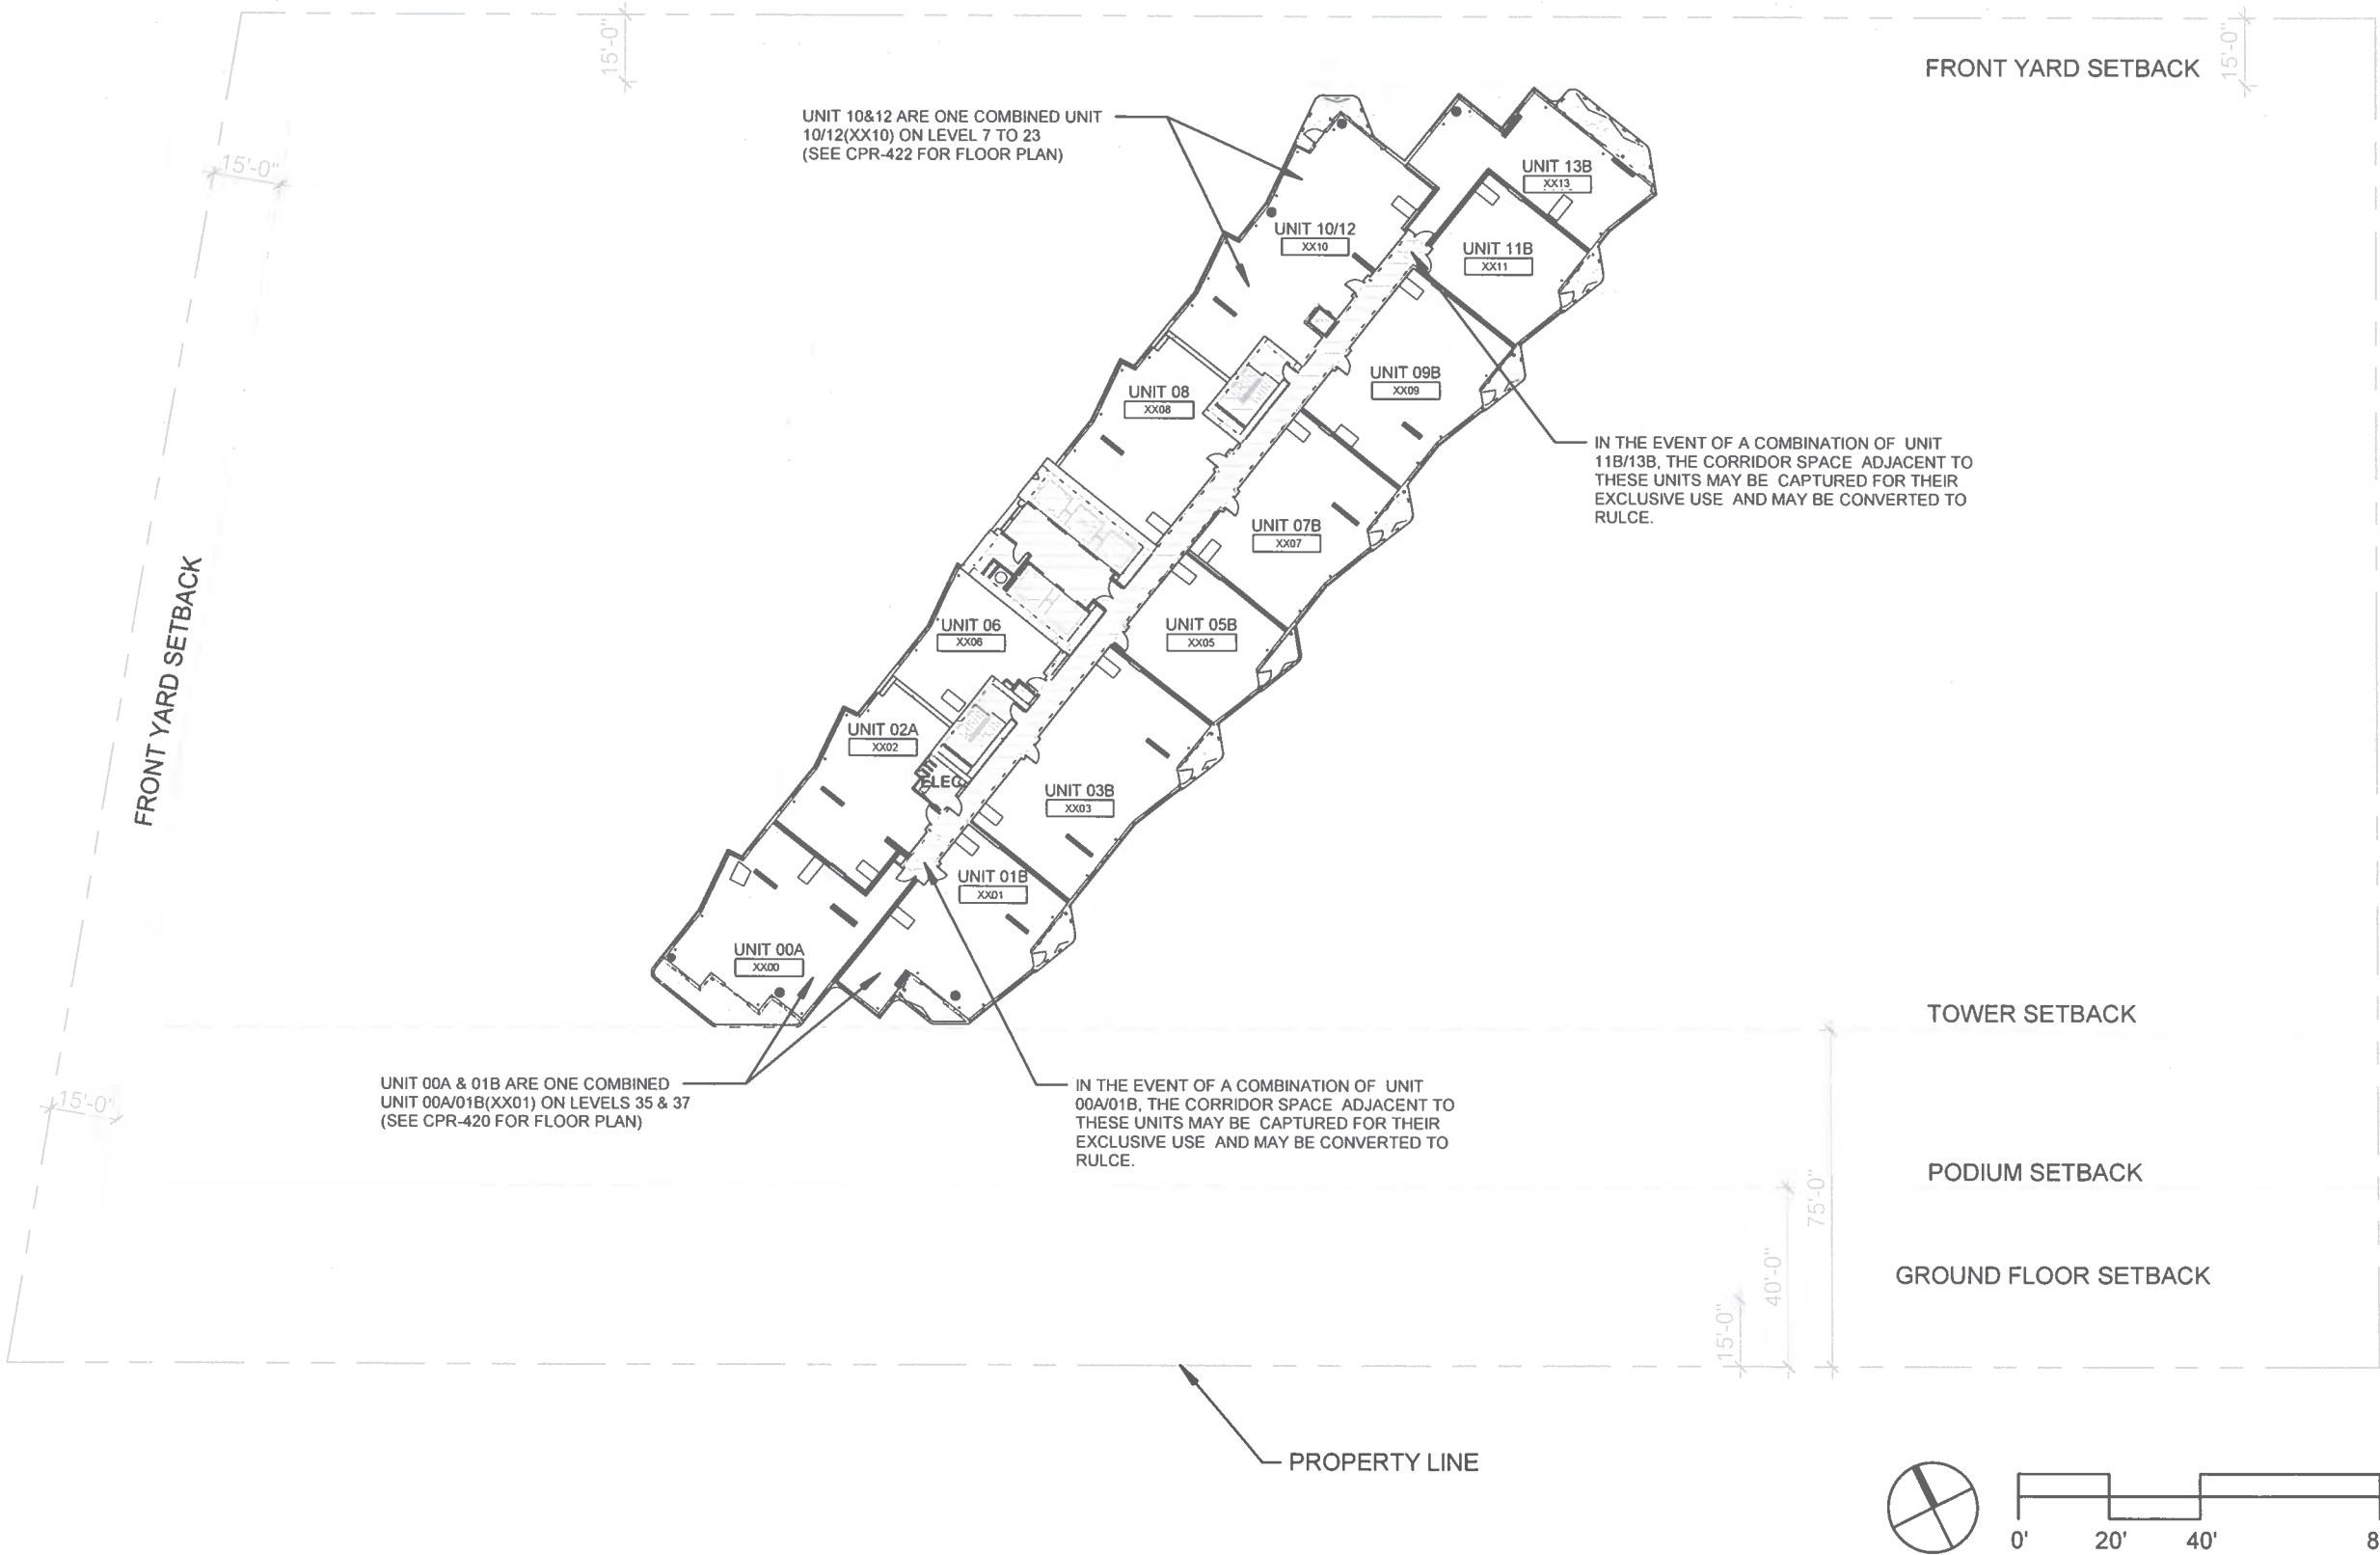 15'-0"
15'-0"
FRONT YARD SETBACK
UNIT 10&12 ARE ONE COMBINED UNIT
10/12(XX10) ON LEVEL 7 TO 23
(SEE CPR-422 FOR FLOOR PLAN)
15'-0"
UNIT 13B
XX13
UNIT 10/12
XX10
UNIT 11B
XX11
UNIT 09B
XX09
UNIT 08
XX08
IN THE EVENT OF A COMBINATION OF UNIT
11B/13B, THE CORRIDOR SPACE ADJACENT TO
THESE UNITS MAY BE CAPTURED FOR THEIR
EXCLUSIVE USE AND MAY BE CONVERTED TO
RULCE.
UNIT 07B
XX07
FRONT YARD SETBACK
UNIT 06
XX06
UNIT 05B
XX05
UNIT 02A
XX02
ELEC
UNIT 03B
XX03
UNIT 01B
XX01
UNIT 00A
XX00
TOWER SETBACK
UNIT 00A & 01B ARE ONE COMBINED
UNIT 00A/01B(XX01) ON LEVELS 35 & 37
(SEE CPR-420 FOR FLOOR PLAN)
IN THE EVENT OF A COMBINATION OF UNIT
00A/01B, THE CORRIDOR SPACE ADJACENT TO
THESE UNITS MAY BE CAPTURED FOR THEIR
EXCLUSIVE USE AND MAY BE CONVERTED TO
RULCE.
15'-0"
PODIUM SETBACK
75'-0"
40'-0"
GROUND FLOOR SETBACK
15'-0"
PROPERTY LINE
0'
20'
40'
8